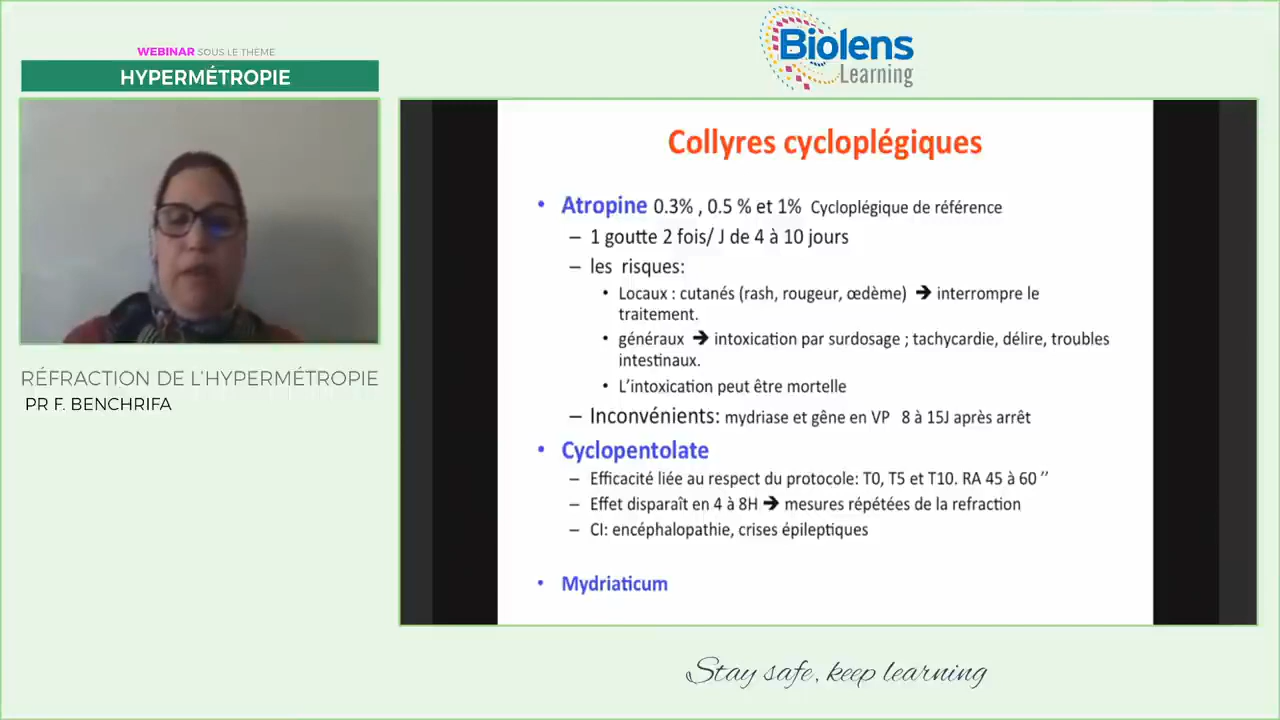 WEBINAR SOUS LE THÈME
HYPERMÉTROPIE
Biolens
Learning
RÉFRACTION DE L'HYPERMÉTROPIE
PR F. BENCHRIFA
Collyres cycloplégiques
• Atropine 0.3% , 0.5 % et 1% Cycloplégique de référence
– 1 goutte 2 fois/ J de 4 à 10 jours
– les risques:
• Locaux : cutanés (rash, rougeur, œdème) 🡺 interrompre le
traitement.
• généraux 🡺 intoxication par surdosage ; tachycardie, délire, troubles
intestinaux.
• L'intoxication peut être mortelle
– Inconvénients: mydriase et gêne en VP 8 à 15J après arrêt
• Cyclopentolate
– Efficacité liée au respect du protocole: T0, T5 et T10. RA 45 à 60 ’’
– Effet disparaît en 4 à 8H 🡺 mesures répétées de la refraction
– CI: encéphalopathie, crises épileptiques
• Mydriaticum
Stay safe, keep learning